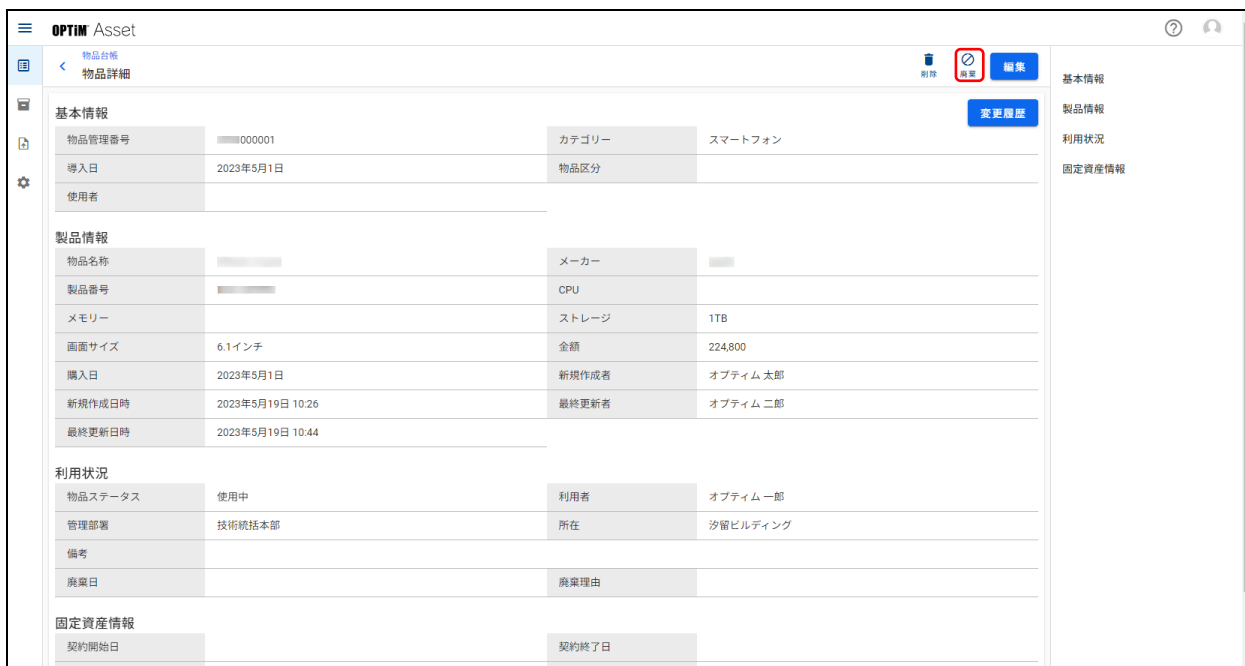 OPTiM Asset
物品台帳
物品詳細
削除
廃棄
編集
基本情報
製品情報
利用状況
固定資産情報
基本情報
変更履歴
物品管理番号 000001 カテゴリー スマートフォン
導入日 2023年5月1日 物品区分
使用者
製品情報
物品名称 メーカー
製品番号 CPU
メモリー ストレージ 1TB
画面サイズ 6.1インチ 金額 224,800
購入日 2023年5月1日 新規作成者 オプティム 太郎
新規作成日時 2023年5月19日 10:26 最終更新者 オプティム 二郎
最終更新日時 2023年5月19日 10:44
利用状況
物品ステータス 使用中 利用者 オプティム 一郎
管理部署 技術統括本部 所在 汐留ビルディング
備考
廃棄日 廃棄理由
固定資産情報
契約開始日 契約終了日